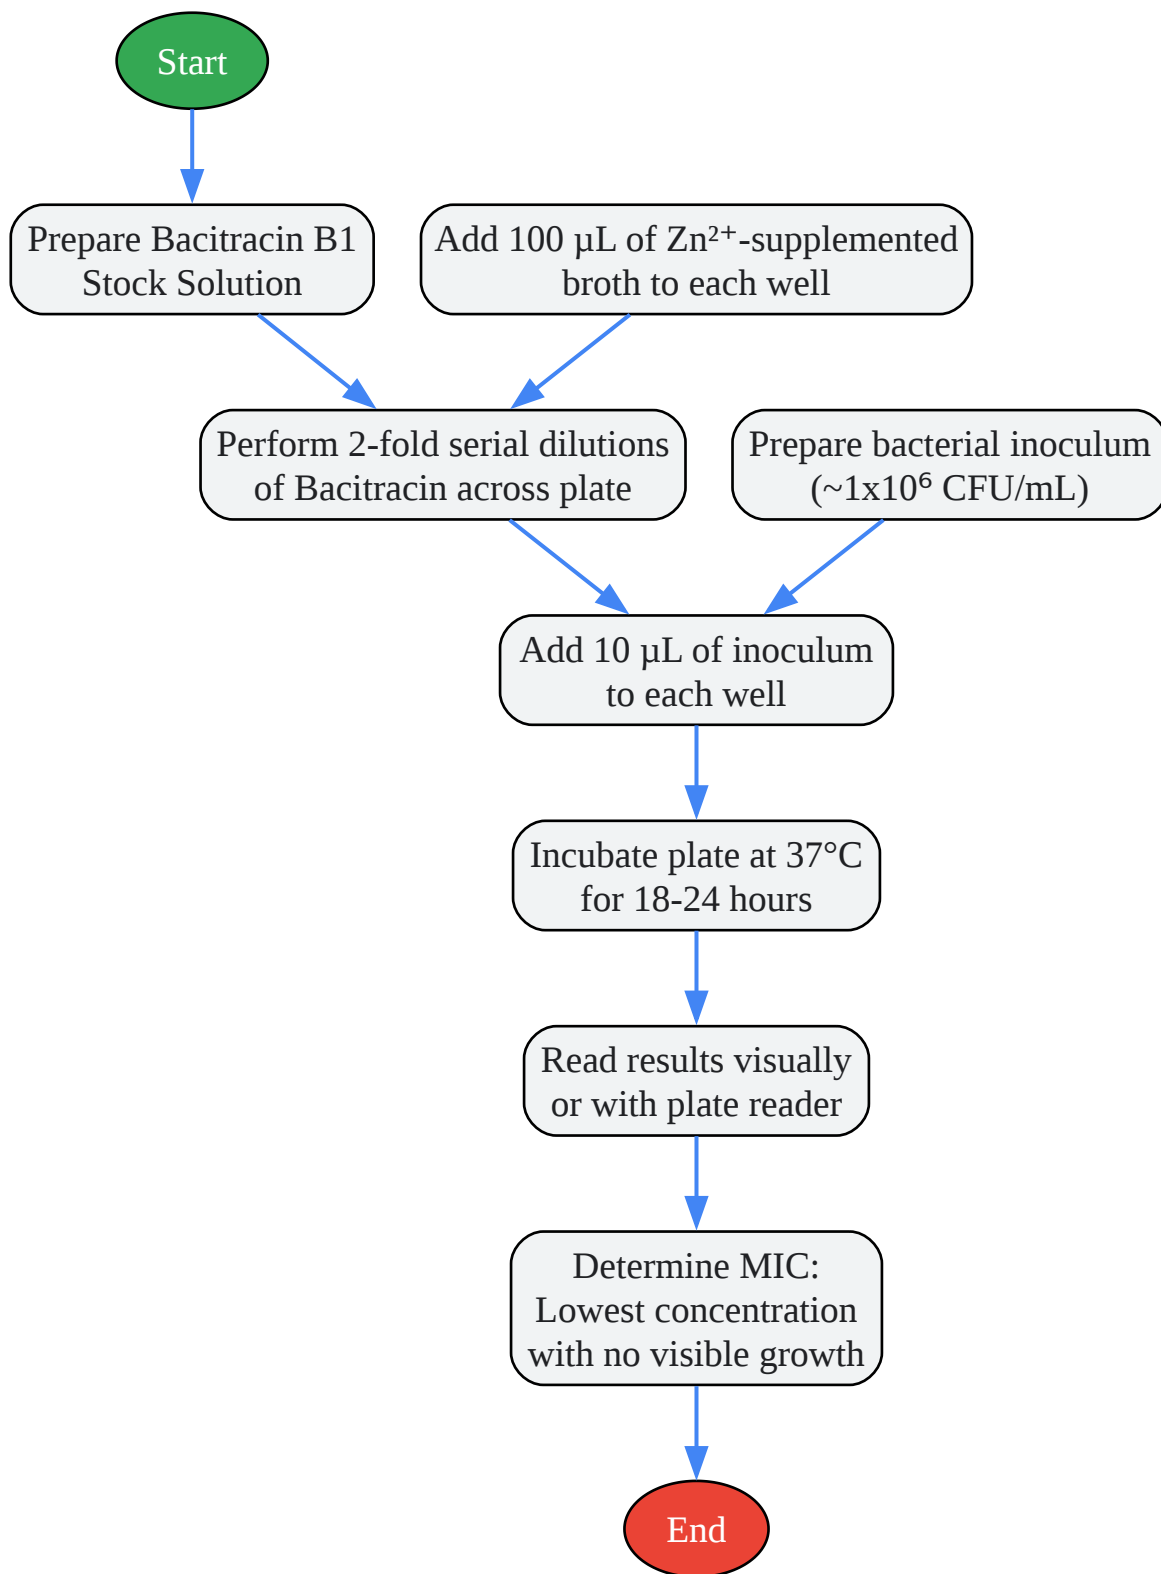 Start
Prepare Bacitracin B1
Stock Solution
Add 100 µL of Zn²⁺-supplemented
broth to each well
Perform 2-fold serial dilutions
of Bacitracin across plate
Prepare bacterial inoculum
(~1x10⁶ CFU/mL)
Add 10 µL of inoculum
to each well
Incubate plate at 37°C
for 18-24 hours
Read results visually
or with plate reader
Determine MIC:
Lowest concentration
with no visible growth
End